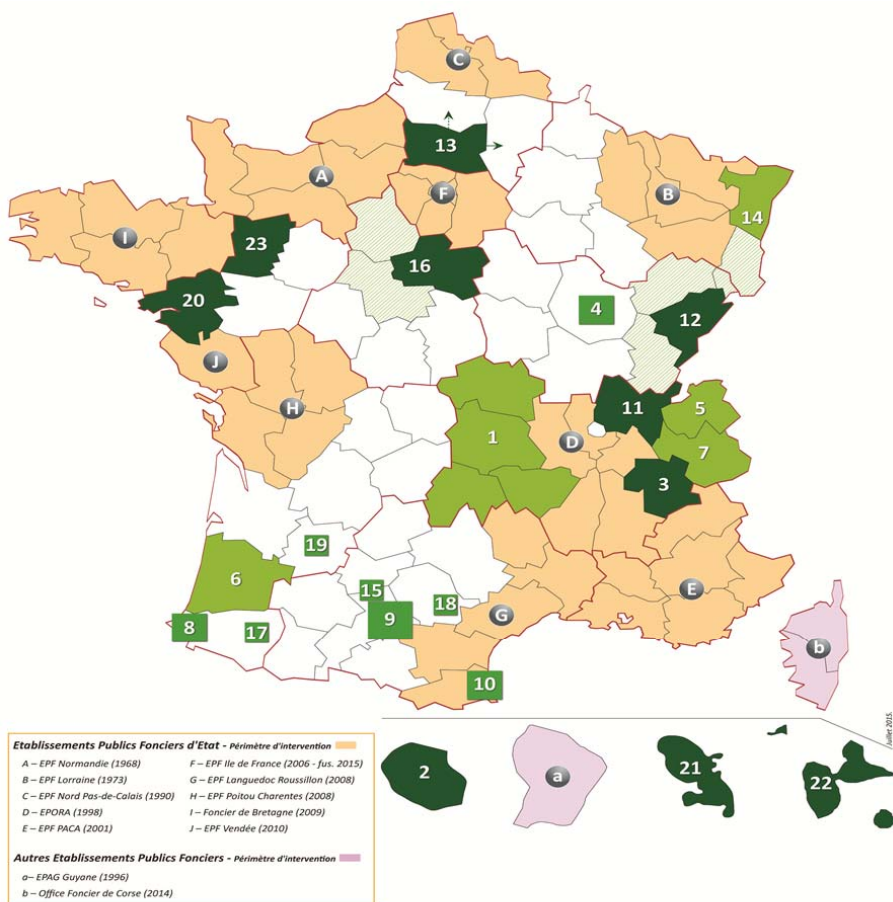 C
13
A
F
B
14
I
23
16
20
4
12
J
11
5
H
1
D
7
3
19
6
15
E
9
18
G
8
17
b
10
Juillet 2015.
2
a
21
22
Etablissements Publics Fonciers d'Etat - Périmètre d'intervention
A – EPF Normandie (1968)
F – EPF Ile de France (2006 - fus. 2015)
B – EPF Lorraine (1973)
G – EPF Languedoc Roussillon (2008)
C – EPF Nord Pas-de-Calais (1990)
H – EPF Poitou Charentes (2008)
D – EPORA (1998)
I – Foncier de Bretagne (2009)
E – EPF PACA (2001)
J – EPF Vendée (2010)
Autres Etablissements Publics Fonciers - Périmètre d'intervention
a– EPAG Guyane (1996)
b – Office Foncier de Corse (2014)